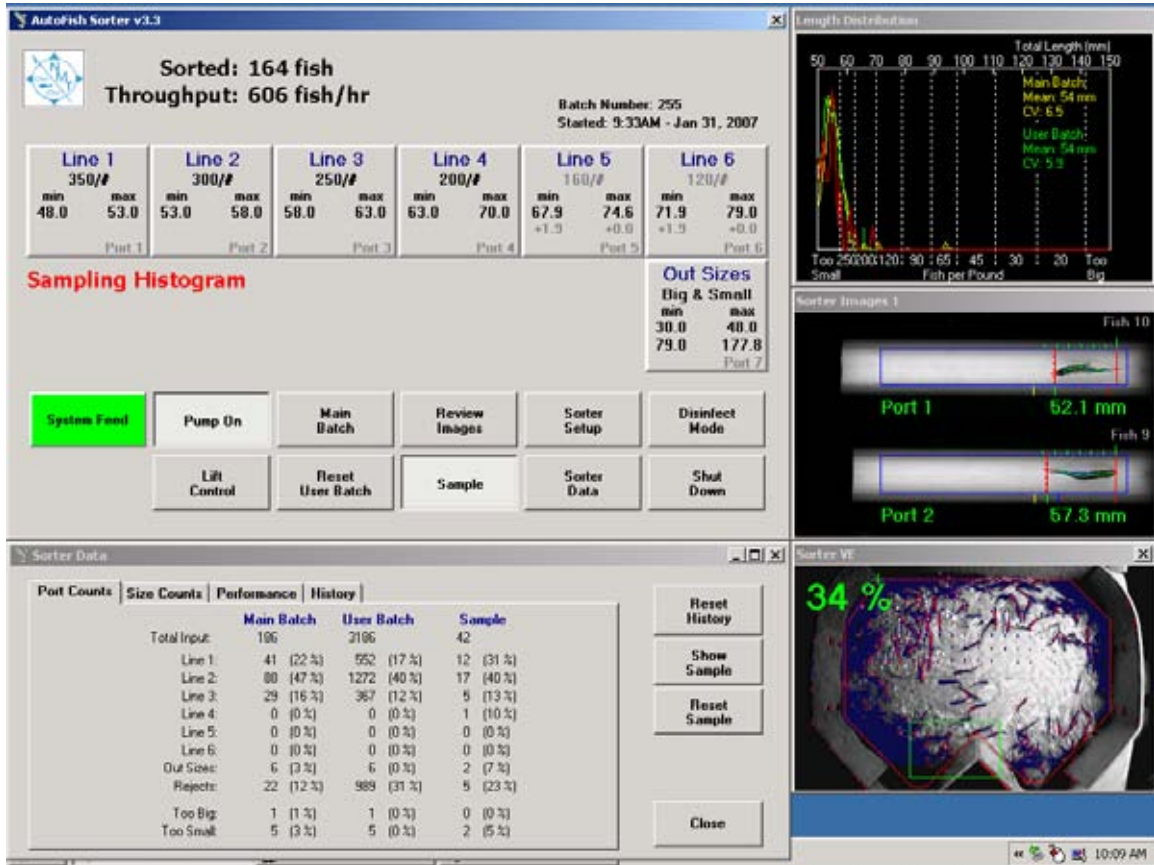 AutoFish Sorter v3.3
Sorted: 164 fish
Throughput: 606 fish/hr
Batch Number: 255
Started: 9:33AM - Jan 31, 2007
Line 1 Line 2 Line 3 Line 4 Line 5 Line 6
350/# 300/# 250/# 200/# 160/# 120/#
min max min max min max min max min max min max
48.0 53.0 53.0 58.0 58.0 63.0 63.0 70.0 67.9 74.6 71.9 79.0
+1.9 +0.0 +1.9 +0.0
Port 1 Port 2 Port 3 Port 4 Port 5 Port 6
Sampling Histogram
Out Sizes
Big & Small
min max
30.0 48.0
79.0 177.8
Port 7
System Feed Pump On Main Batch Review Images Sorter Setup Disinfect Mode
Lift Control Reset User Batch Sample Sorter Data Shut Down
Length Distribution
Total Length (mm)
50 60 70 80 90 100 110 120 130 140 150
Main Batch
Mean: 54 mm
CV: 6.5
User Batch
Mean: 54 mm
CV: 5.9
Too 250 200 120 90 65 45 30 20 Too
Small Fish per Pound Big
Sorter Images 1
Fish 10
Port 1 52.1 mm
Fish 9
Port 2 57.3 mm
Sorter Data
Port Counts Size Counts Performance History
Main Batch User Batch Sample
Total Input: 186 3186 42
Line 1: 41 (22 %) 552 (17 %) 12 (31 %)
Line 2: 88 (47 %) 1272 (40 %) 17 (40 %)
Line 3: 29 (16 %) 367 (12 %) 5 (13 %)
Line 4: 0 (0 %) 0 (0 %) 1 (10 %)
Line 5: 0 (0 %) 0 (0 %) 0 (0 %)
Line 6: 0 (0 %) 0 (0 %) 0 (0 %)
Out Sizes: 6 (3 %) 6 (0 %) 2 (7 %)
Rejects: 22 (12 %) 989 (31 %) 5 (23 %)
Too Big: 1 (1 %) 1 (0 %) 0 (0 %)
Too Small: 5 (3 %) 5 (0 %) 2 (5 %)
Reset History
Show Sample
Reset Sample
Close
Sorter VE
34 %
10:09 AM